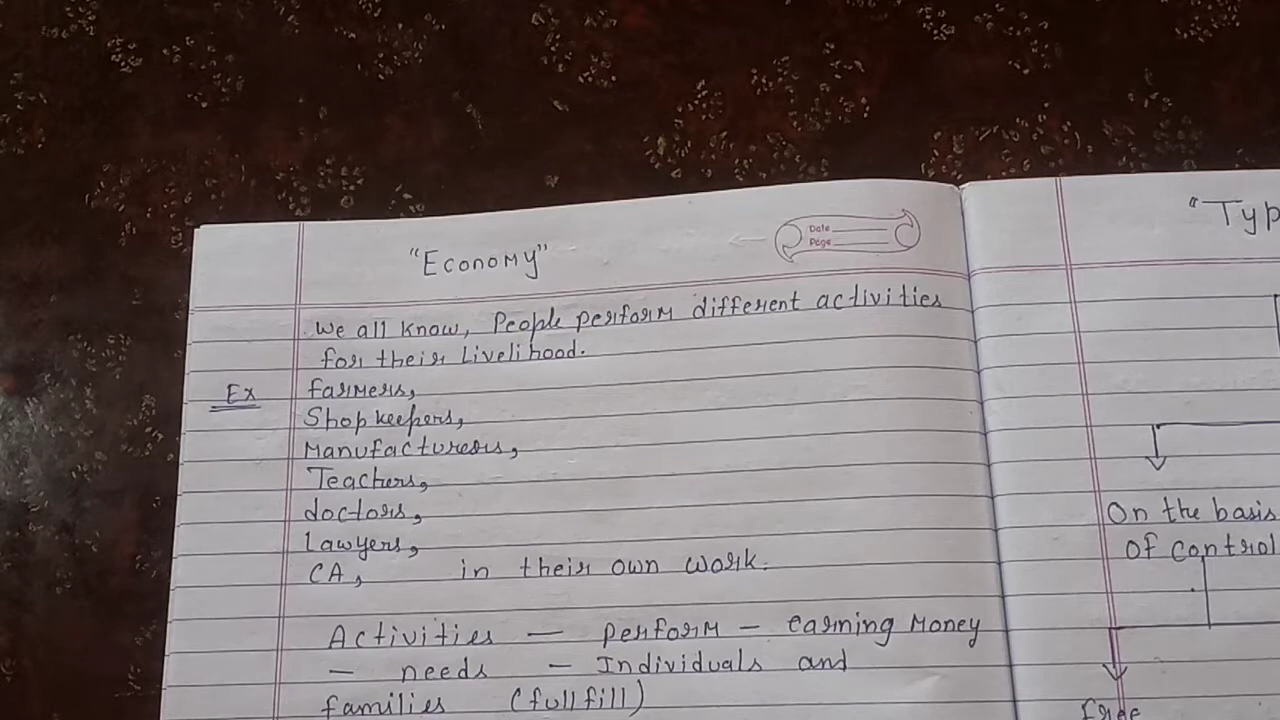 "Economy"
Date
Page
We all know, People perform different activities
for their Livelihood.
Ex
farmers,
Shop keepers,
Manufacturers,
Teachers,
doctors,
Lawyers,
CA, in their own work.
Activities — perform — earning Money
— needs — Individuals and
families (fullfill)
"Typ
On the basis
of control
free